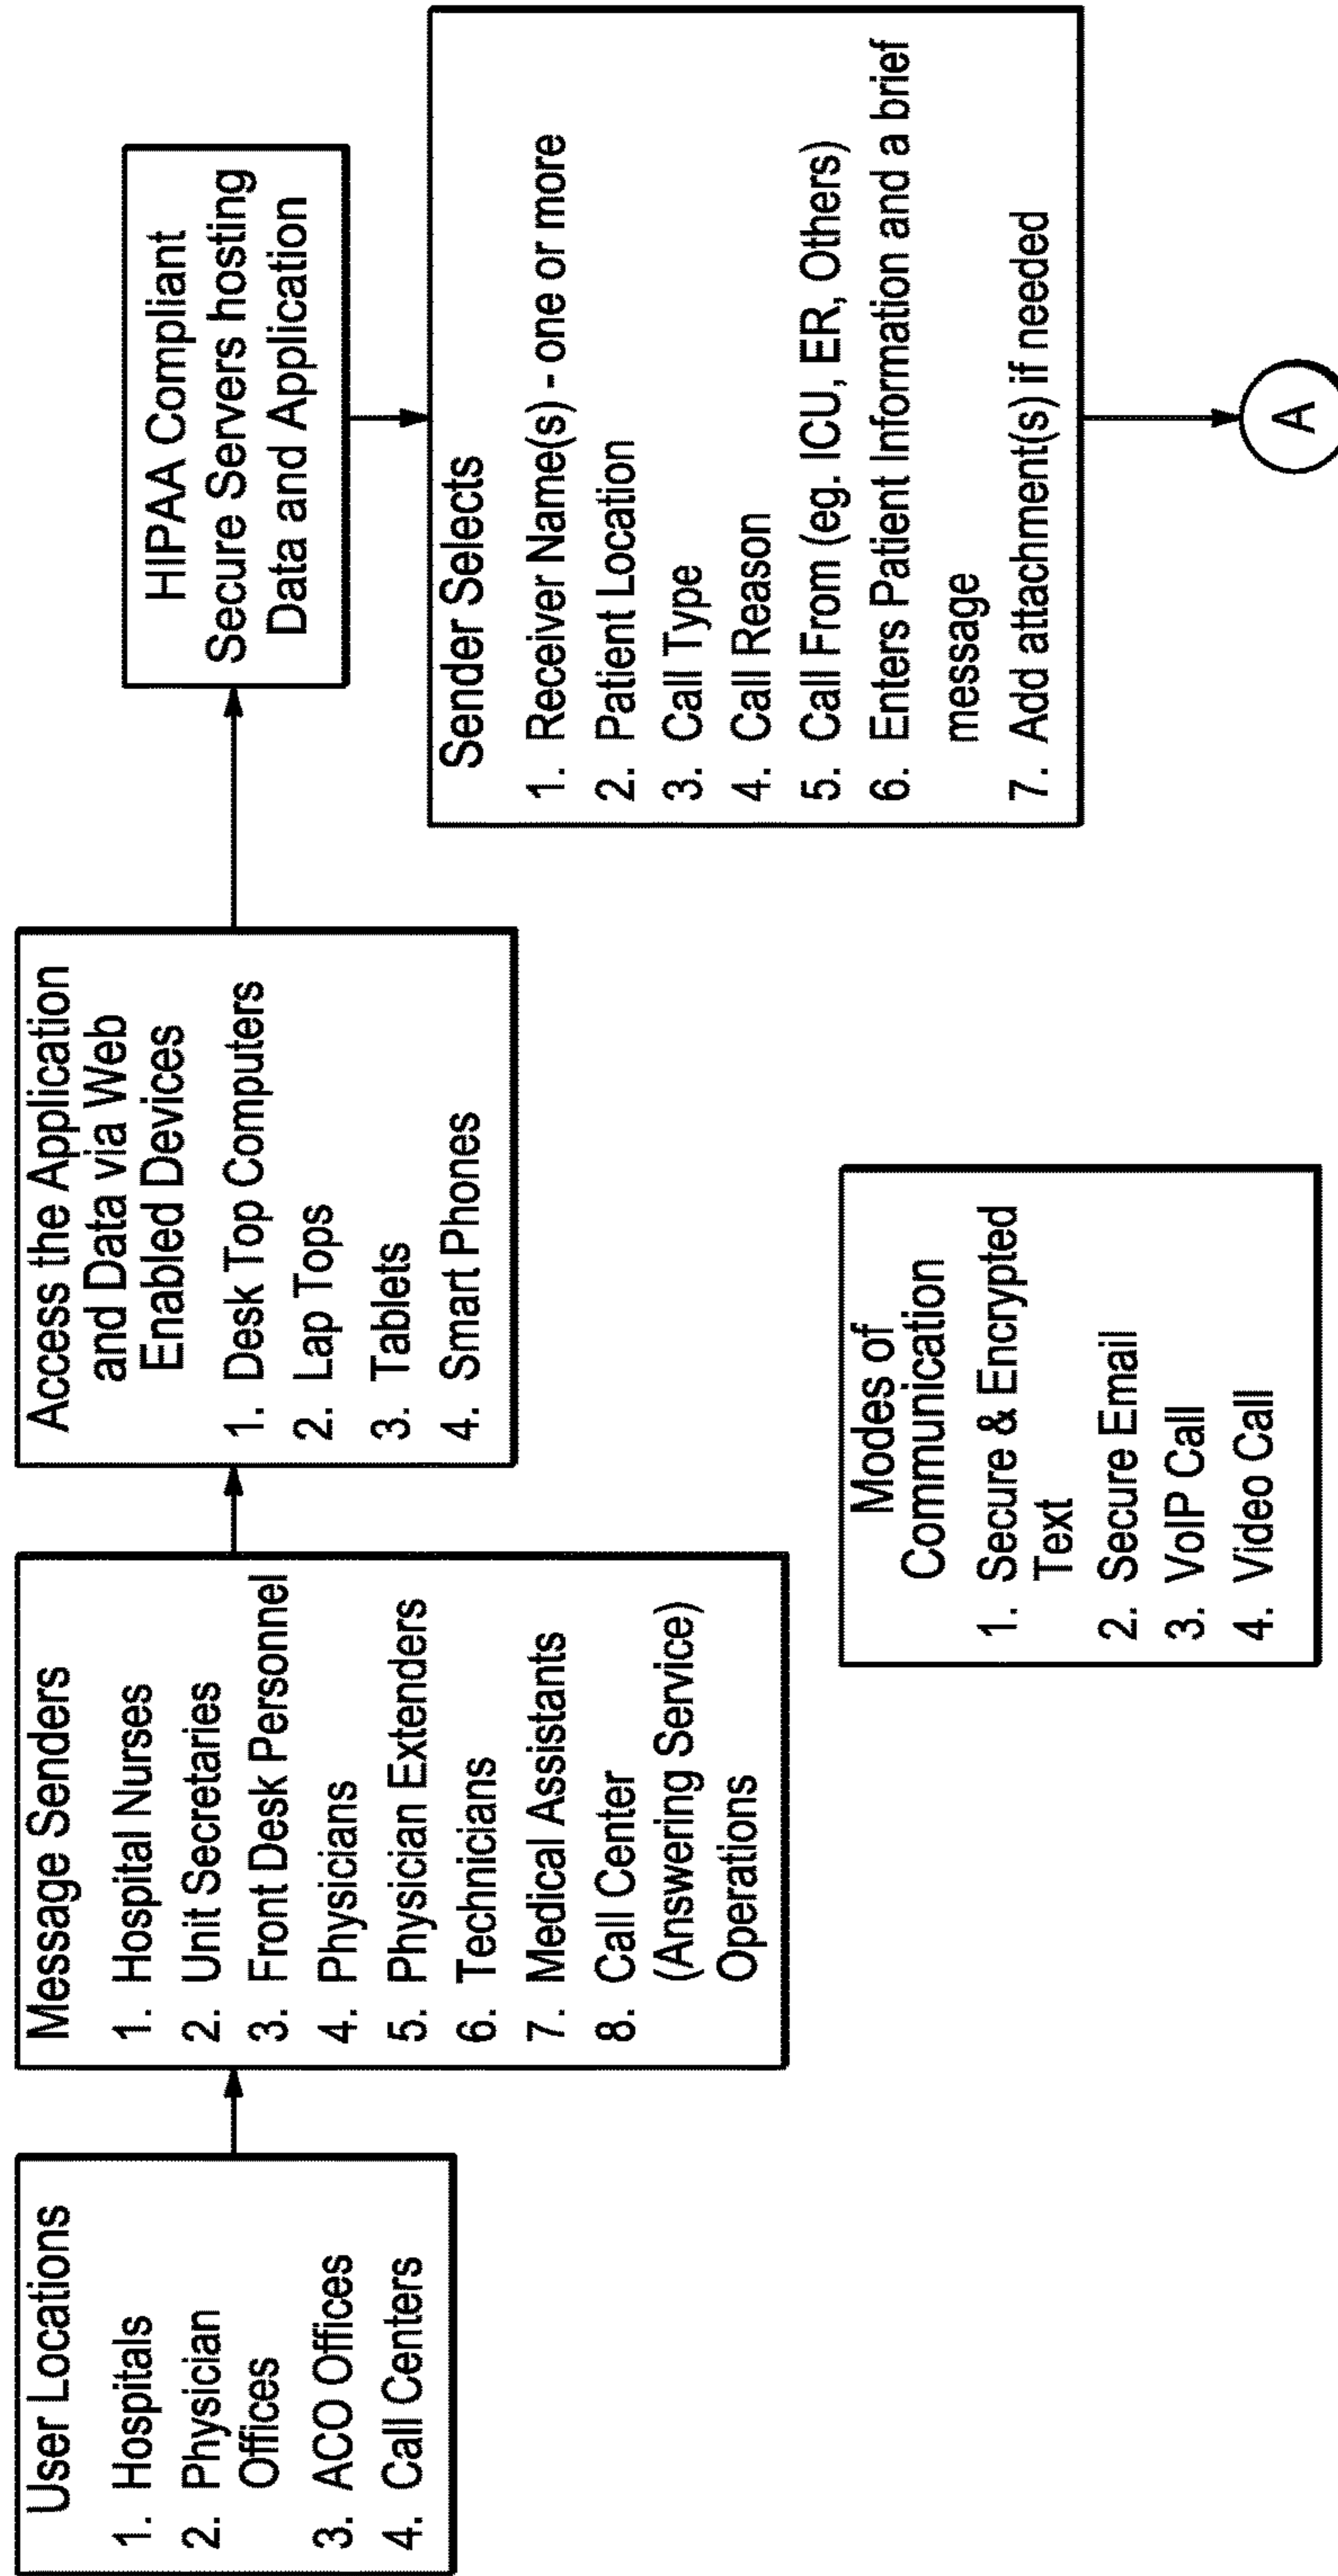 User Locations
1. Hospitals
2. Physician
Offices
3. ACO Offices
4. Call Centers
Message Senders
1. Hospital Nurses
2. Unit Secretaries
3. Front Desk Personnel
4. Physicians
5. Physician Extenders
6. Technicians
7. Medical Assistants
8. Call Center
(Answering Service)
Operations
Access the Application
and Data via Web
Enabled Devices
1. Desk Top Computers
2. Lap Tops
3. Tablets
4. Smart Phones
HIPAA Compliant
Secure Servers hosting
Data and Application
Sender Selects
1. Receiver Name(s) - one or more
2. Patient Location
3. Call Type
4. Call Reason
5. Call From (eg. ICU, ER, Others)
6. Enters Patient Information and a brief
message
7. Add attachment(s) if needed
A
Modes of
Communication
1. Secure & Encrypted
Text
2. Secure Email
3. VoIP Call
4. Video Call